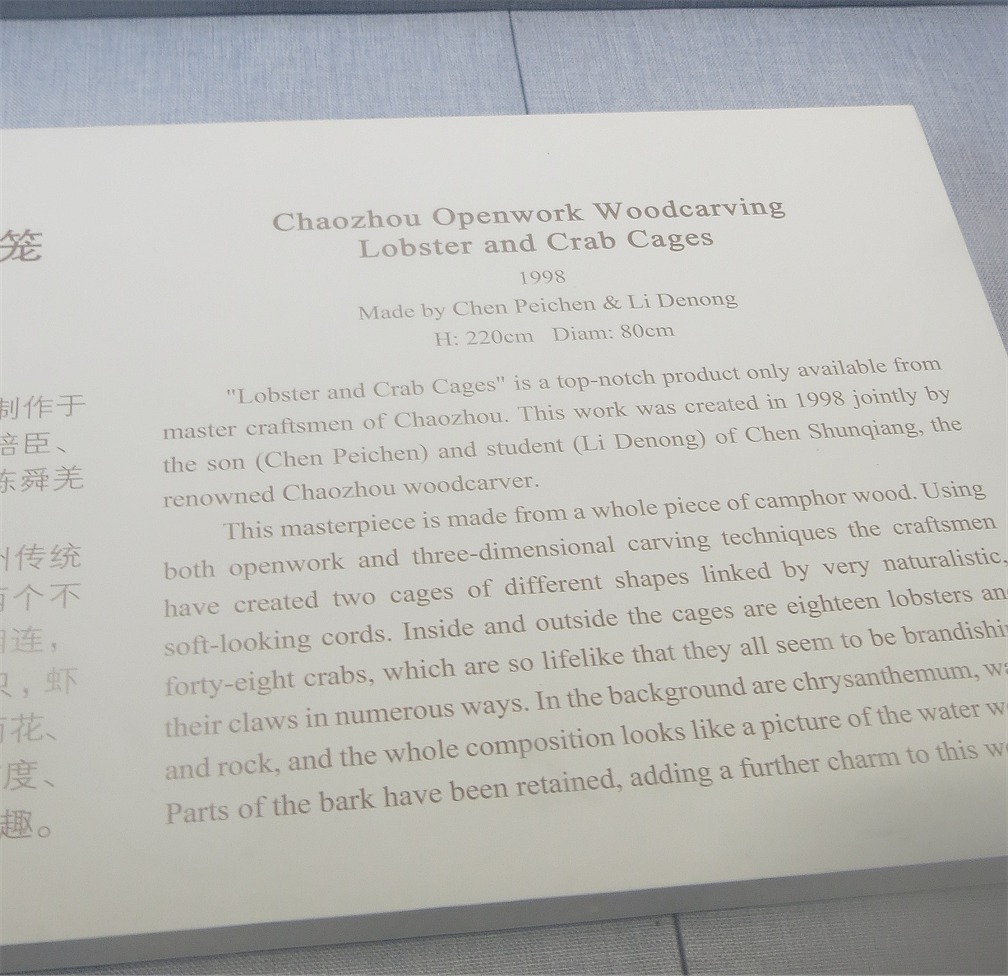 笼
制作于
培臣、
陈舜羌
州传统
两个不
相连，
只，虾
菊花、
度、
趣。
Chaozhou Openwork Woodcarving
Lobster and Crab Cages
1998
Made by Chen Peichen & Li Denong
H: 220cm Diam: 80cm
"Lobster and Crab Cages" is a top-notch product only available from
master craftsmen of Chaozhou. This work was created in 1998 jointly by
the son (Chen Peichen) and student (Li Denong) of Chen Shunqiang, the
renowned Chaozhou woodcarver.
This masterpiece is made from a whole piece of camphor wood. Using
both openwork and three-dimensional carving techniques the craftsmen
have created two cages of different shapes linked by very naturalistic,
soft-looking cords. Inside and outside the cages are eighteen lobsters an
forty-eight crabs, which are so lifelike that they all seem to be brandishi
their claws in numerous ways. In the background are chrysanthemum, wa
and rock, and the whole composition looks like a picture of the water w
Parts of the bark have been retained, adding a further charm to this w